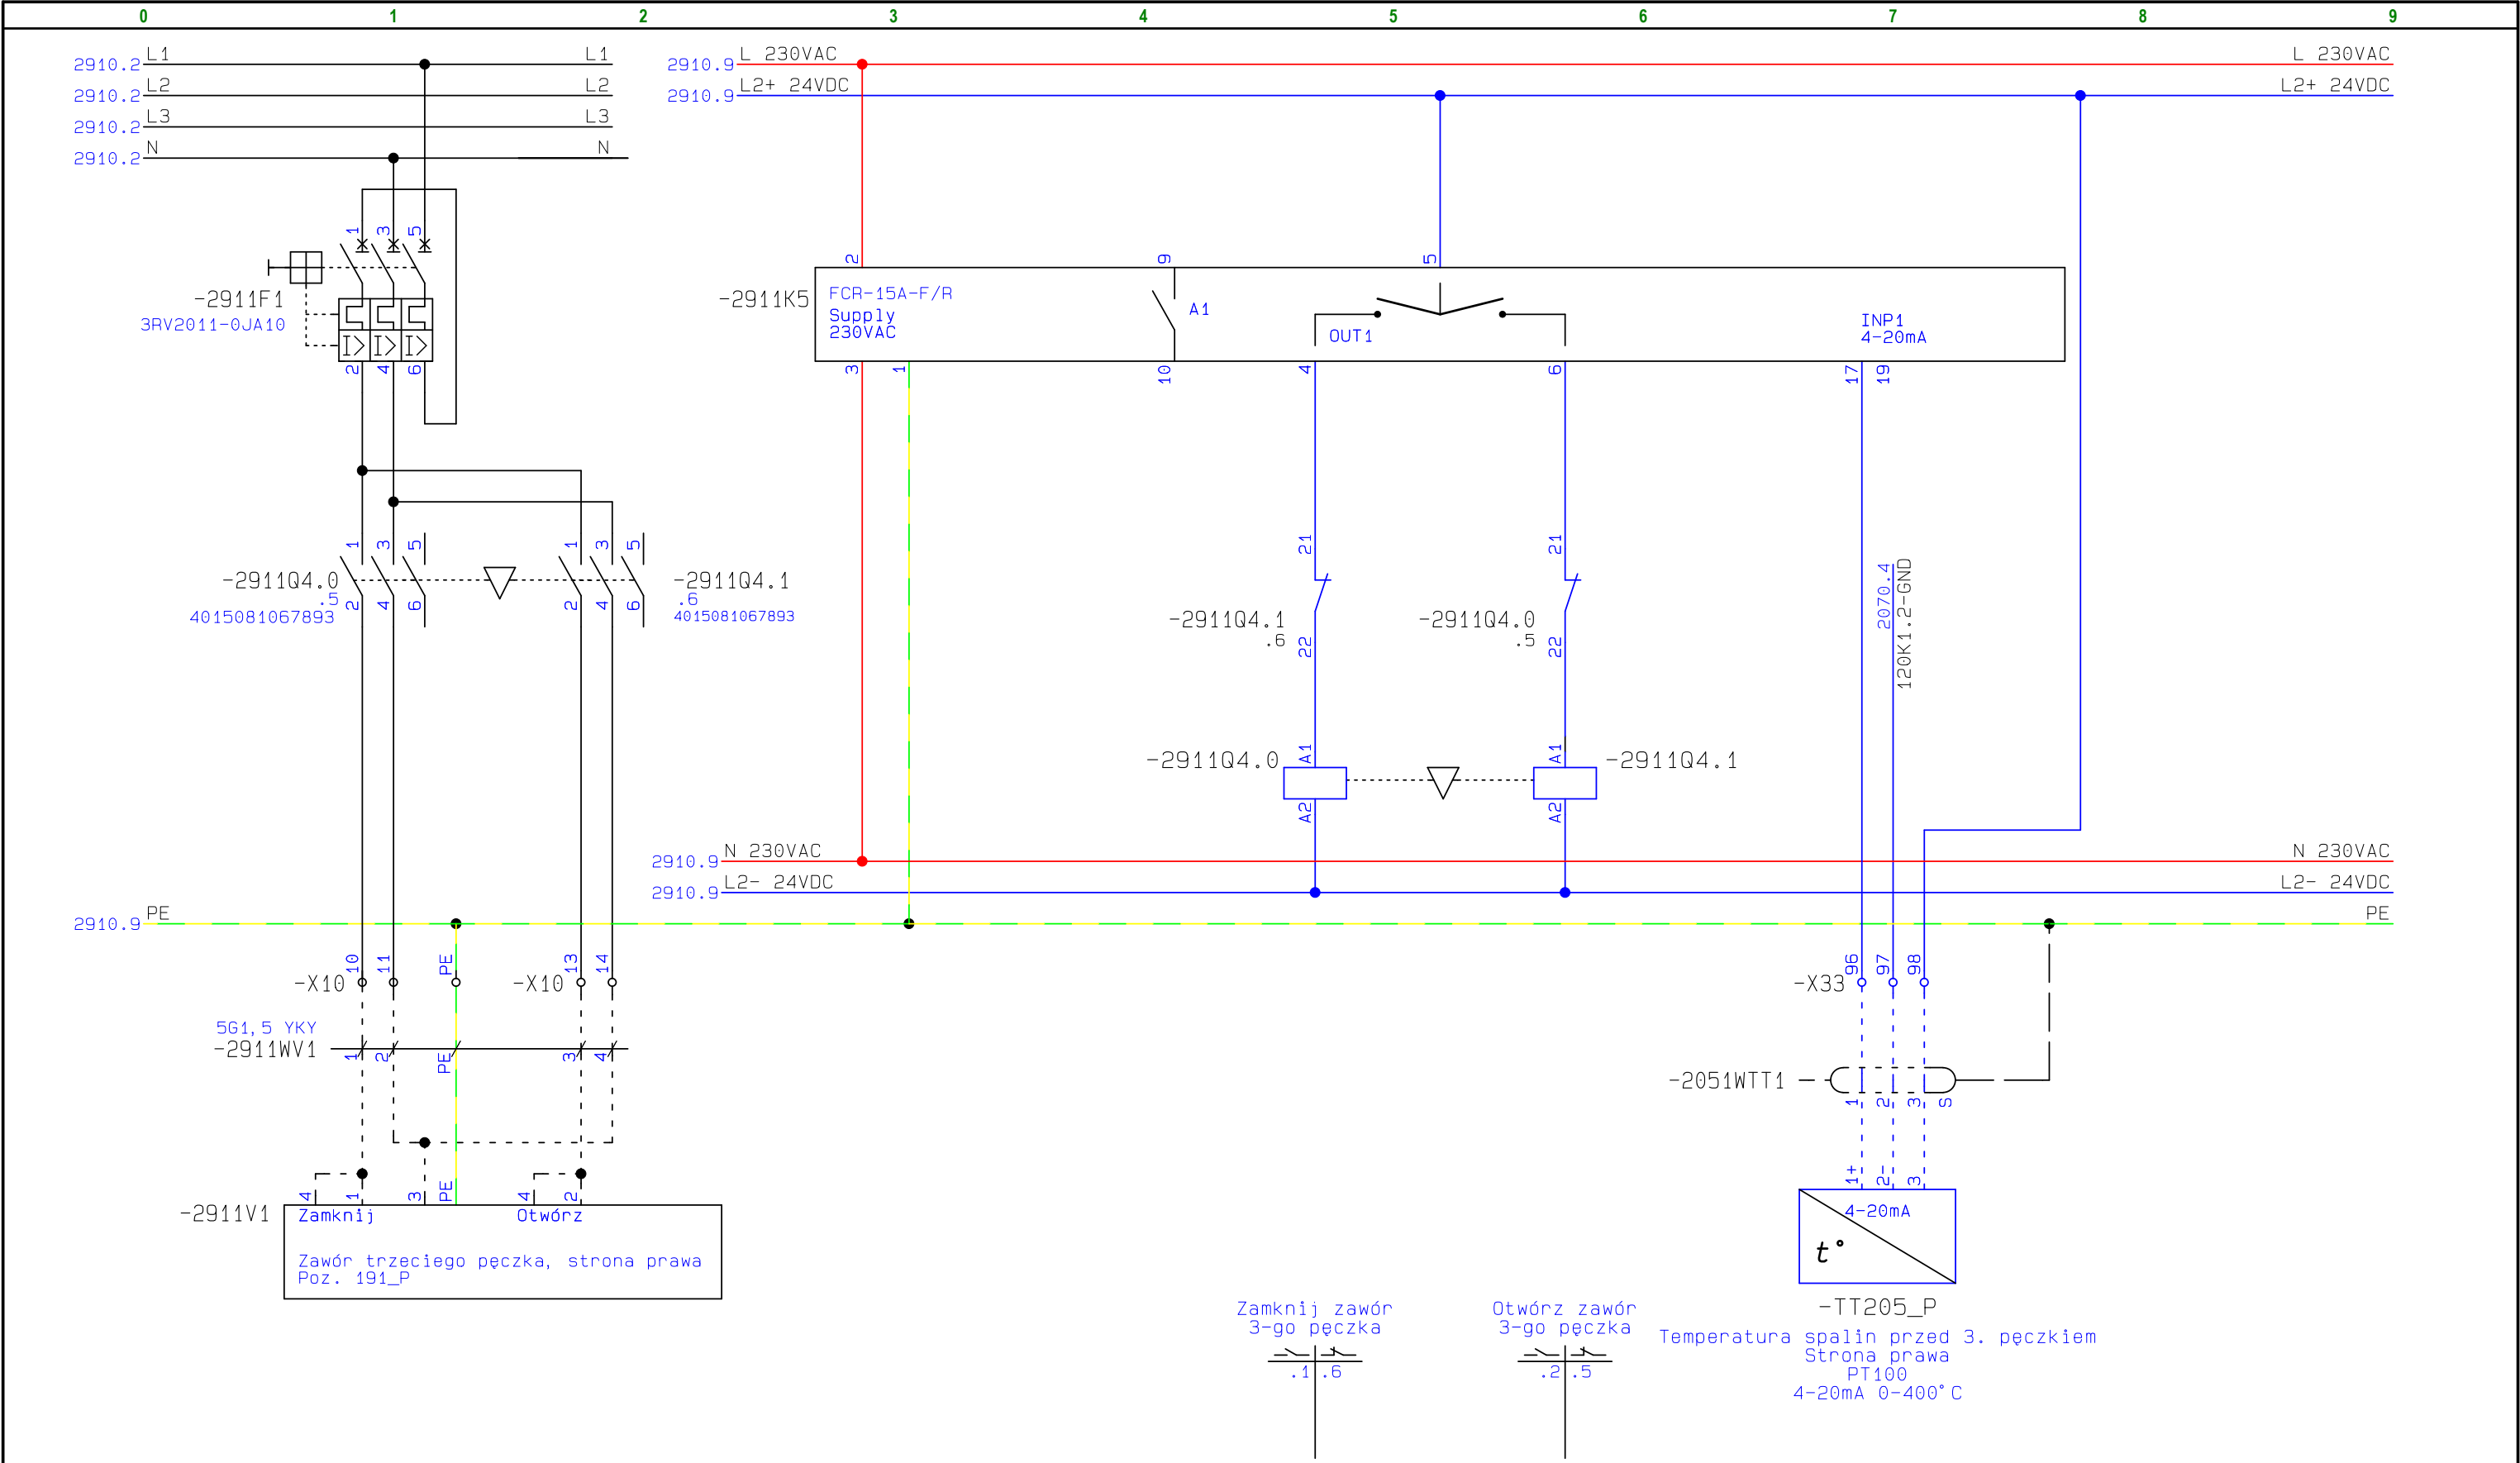 0 1 2 3 4 5 6 7 8 9
2910.2 L1 L1
2910.2 L2 L2
2910.2 L3 L3
2910.2 N N
2910.9 L 230VAC L 230VAC
2910.9 L2+ 24VDC L2+ 24VDC
1 3 5
-2911F1
3RV2011-0JA10
I> I> I>
2 4 6
2 9 5
-2911K5
FCR-15A-F/R
Supply
230VAC
A1
OUT1
INP1
4-20mA
3 1 10 4 6 17 19
1 3 5
-2911Q4.0
.5
4015081067893
2 4 6
1 3 5
-2911Q4.1
.6
4015081067893
2 4 6
21
-2911Q4.1
.6
22
21
-2911Q4.0
.5
22
2070.4
120K1.2-GND
-2911Q4.0
A1
A2
A1
-2911Q4.1
A2
2910.9 N 230VAC N 230VAC
2910.9 L2- 24VDC L2- 24VDC
2910.9 PE PE
-X10 10 11 PE
-X10 13 14
-X33 96 97 98
5G1,5 YKY
-2911WV1
1 2 PE 3 4
-2051WTT1
1 2 3 S
4 1 3 PE 4 2
-2911V1
Zamknij Otwórz
Zawór trzeciego pęczka, strona prawa
Poz. 191_P
1+ 2- 3
4-20mA
t°
-TT205_P
Temperatura spalin przed 3. pęczkiem
Strona prawa
PT100
4-20mA 0-400°C
Zamknij zawór
3-go pęczka
.1 .6
Otwórz zawór
3-go pęczka
.2 .5